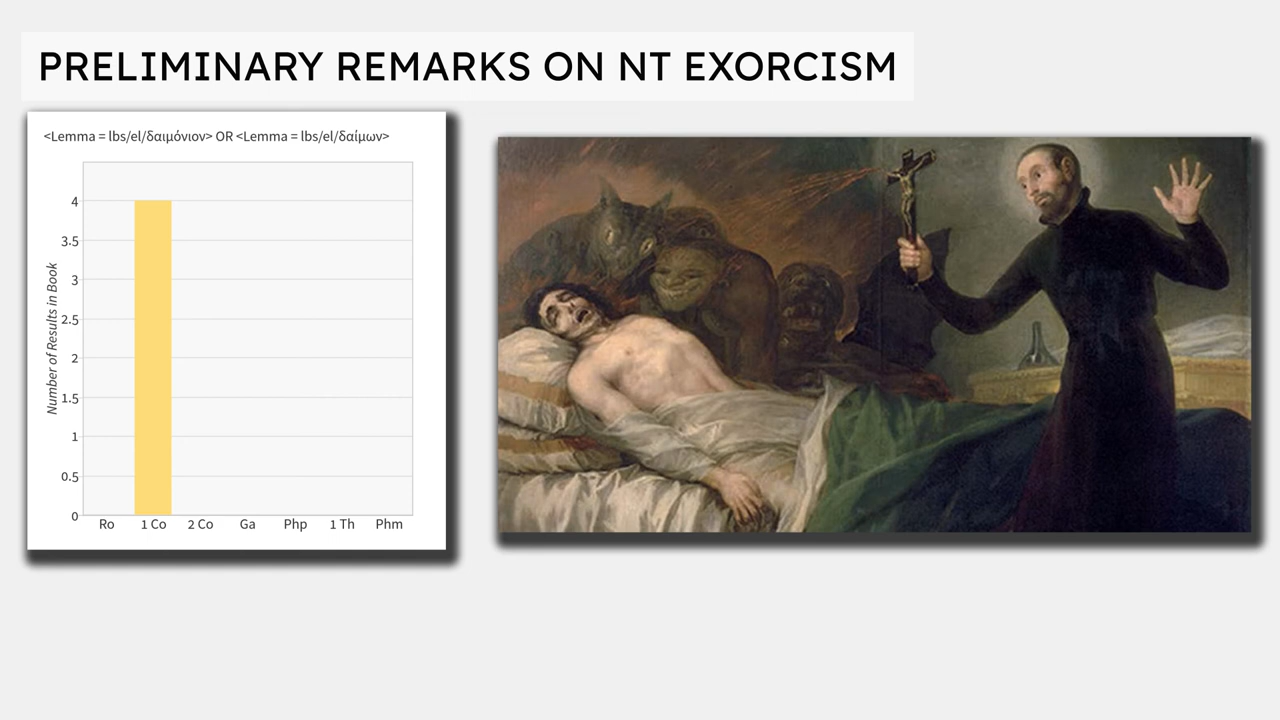 PRELIMINARY REMARKS ON NT EXORCISM
<Lemma = lbs/el/δαιμόνιον> OR <Lemma = lbs/el/δαίμων>
Number of Results in Book
4
3.5
3
2.5
2
1.5
1
0.5
0
Ro 1 Co 2 Co Ga Php 1 Th Phm